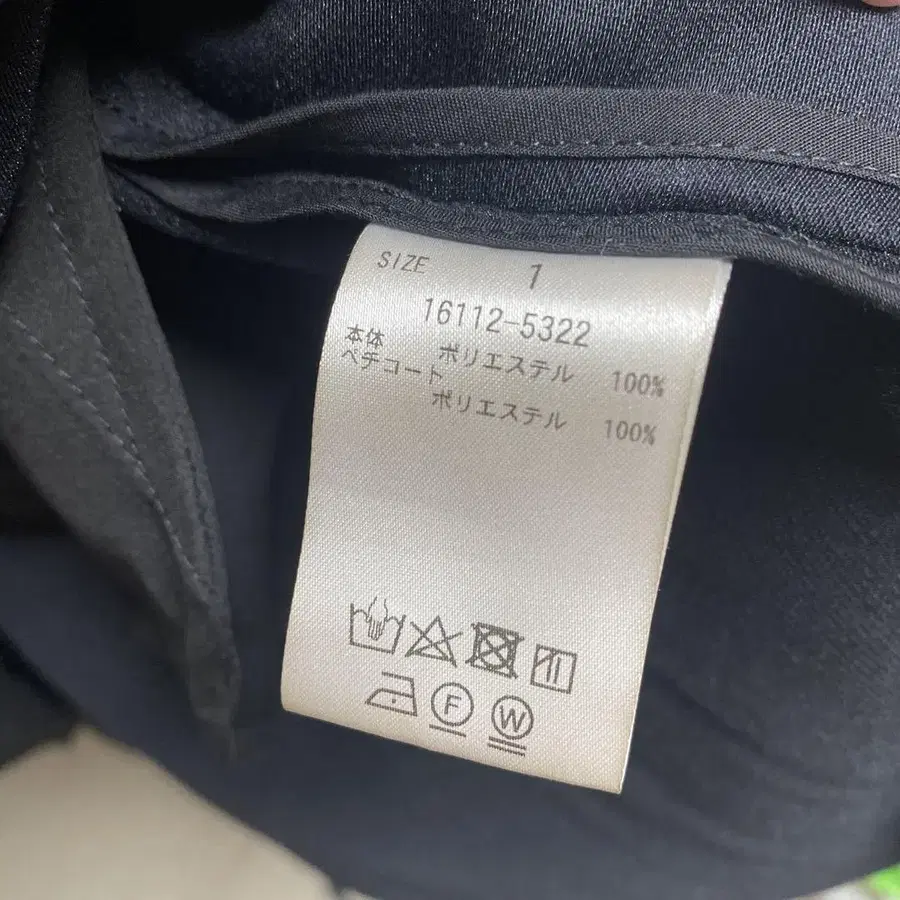 SIZE 1
16112-5322
本体 ポリエステル 100%
ペチコート
ポリエステル 100%
F W